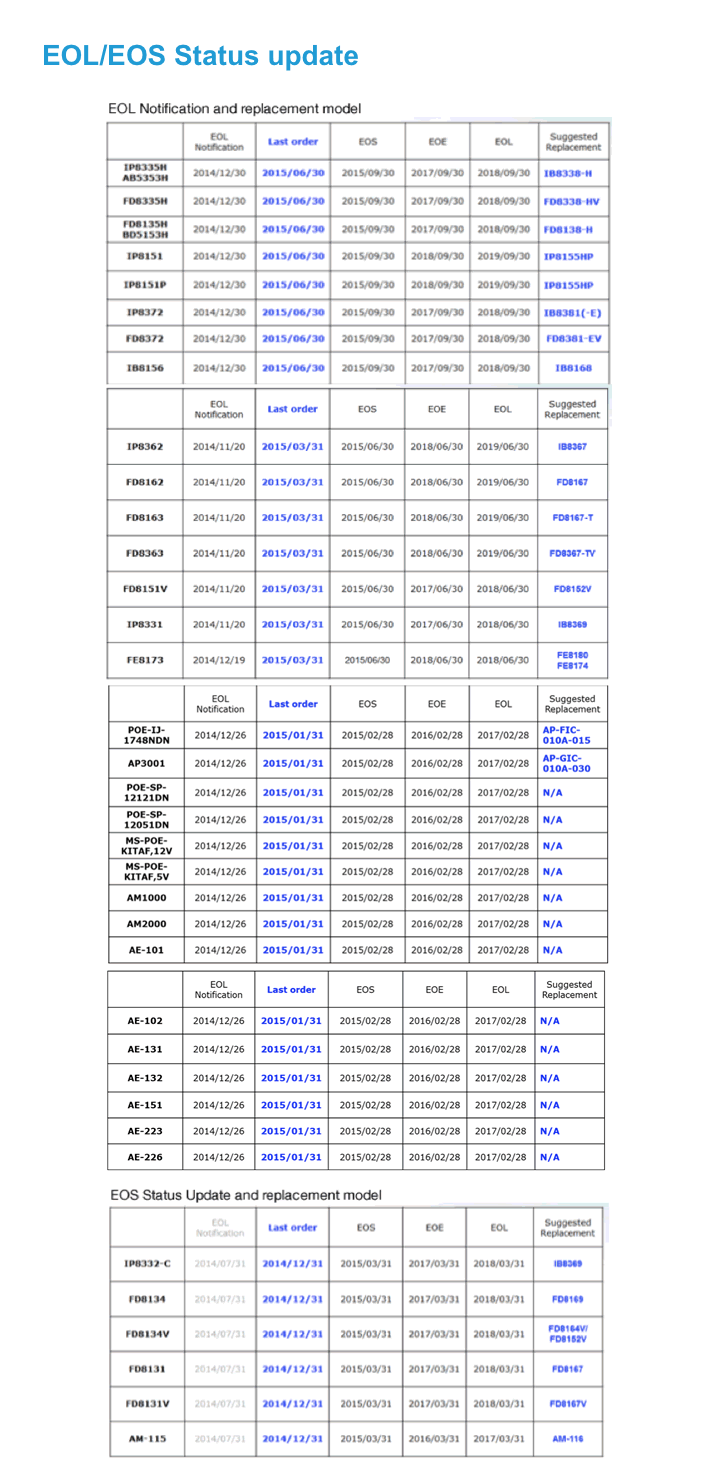 EOL/EOS Status update
EOL Notification and replacement model
EOL Notification Last order EOS EOE EOL Suggested Replacement
IP8335H AB5353H 2014/12/30 2015/06/30 2015/09/30 2017/09/30 2018/09/30 IB8338-H
FD8335H 2014/12/30 2015/06/30 2015/09/30 2017/09/30 2018/09/30 FD8338-HV
FD8135H BD5153H 2014/12/30 2015/06/30 2015/09/30 2017/09/30 2018/09/30 FD8138-H
IP8151 2014/12/30 2015/06/30 2015/09/30 2018/09/30 2019/09/30 IP8155HP
IP8151P 2014/12/30 2015/06/30 2015/09/30 2018/09/30 2019/09/30 IP8155HP
IP8372 2014/12/30 2015/06/30 2015/09/30 2017/09/30 2018/09/30 IB8381(-E)
FD8372 2014/12/30 2015/06/30 2015/09/30 2017/09/30 2018/09/30 FD8381-EV
IB8156 2014/12/30 2015/06/30 2015/09/30 2017/09/30 2018/09/30 IB8168
EOL Notification Last order EOS EOE EOL Suggested Replacement
IP8362 2014/11/20 2015/03/31 2015/06/30 2018/06/30 2019/06/30 IB8367
FD8162 2014/11/20 2015/03/31 2015/06/30 2018/06/30 2019/06/30 FD8167
FD8163 2014/11/20 2015/03/31 2015/06/30 2018/06/30 2019/06/30 FD8167-T
FD8363 2014/11/20 2015/03/31 2015/06/30 2018/06/30 2019/06/30 FD8367-TV
FD8151V 2014/11/20 2015/03/31 2015/06/30 2017/06/30 2018/06/30 FD8152V
IP8331 2014/11/20 2015/03/31 2015/06/30 2017/06/30 2018/06/30 IB8369
FE8173 2014/12/19 2015/03/31 2015/06/30 2018/06/30 2018/06/30 FE8180 FE8174
EOL Notification Last order EOS EOE EOL Suggested Replacement
POE-IJ-1748NDN 2014/12/26 2015/01/31 2015/02/28 2016/02/28 2017/02/28 AP-FIC-010A-015
AP3001 2014/12/26 2015/01/31 2015/02/28 2016/02/28 2017/02/28 AP-GIC-010A-030
POE-SP-12121DN 2014/12/26 2015/01/31 2015/02/28 2016/02/28 2017/02/28 N/A
POE-SP-12051DN 2014/12/26 2015/01/31 2015/02/28 2016/02/28 2017/02/28 N/A
MS-POE-KITAF,12V 2014/12/26 2015/01/31 2015/02/28 2016/02/28 2017/02/28 N/A
MS-POE-KITAF,5V 2014/12/26 2015/01/31 2015/02/28 2016/02/28 2017/02/28 N/A
AM1000 2014/12/26 2015/01/31 2015/02/28 2016/02/28 2017/02/28 N/A
AM2000 2014/12/26 2015/01/31 2015/02/28 2016/02/28 2017/02/28 N/A
AE-101 2014/12/26 2015/01/31 2015/02/28 2016/02/28 2017/02/28 N/A
EOL Notification Last order EOS EOE EOL Suggested Replacement
AE-102 2014/12/26 2015/01/31 2015/02/28 2016/02/28 2017/02/28 N/A
AE-131 2014/12/26 2015/01/31 2015/02/28 2016/02/28 2017/02/28 N/A
AE-132 2014/12/26 2015/01/31 2015/02/28 2016/02/28 2017/02/28 N/A
AE-151 2014/12/26 2015/01/31 2015/02/28 2016/02/28 2017/02/28 N/A
AE-223 2014/12/26 2015/01/31 2015/02/28 2016/02/28 2017/02/28 N/A
AE-226 2014/12/26 2015/01/31 2015/02/28 2016/02/28 2017/02/28 N/A
EOS Status Update and replacement model
EOL Notification Last order EOS EOE EOL Suggested Replacement
IP8332-C 2014/07/31 2014/12/31 2015/03/31 2017/03/31 2018/03/31 IB8369
FD8134 2014/07/31 2014/12/31 2015/03/31 2017/03/31 2018/03/31 FD8169
FD8134V 2014/07/31 2014/12/31 2015/03/31 2017/03/31 2018/03/31 FD8164V/ FD8152V
FD8131 2014/07/31 2014/12/31 2015/03/31 2017/03/31 2018/03/31 FD8167
FD8131V 2014/07/31 2014/12/31 2015/03/31 2017/03/31 2018/03/31 FD8167V
AM-115 2014/07/31 2014/12/31 2015/03/31 2016/03/31 2017/03/31 AM-116